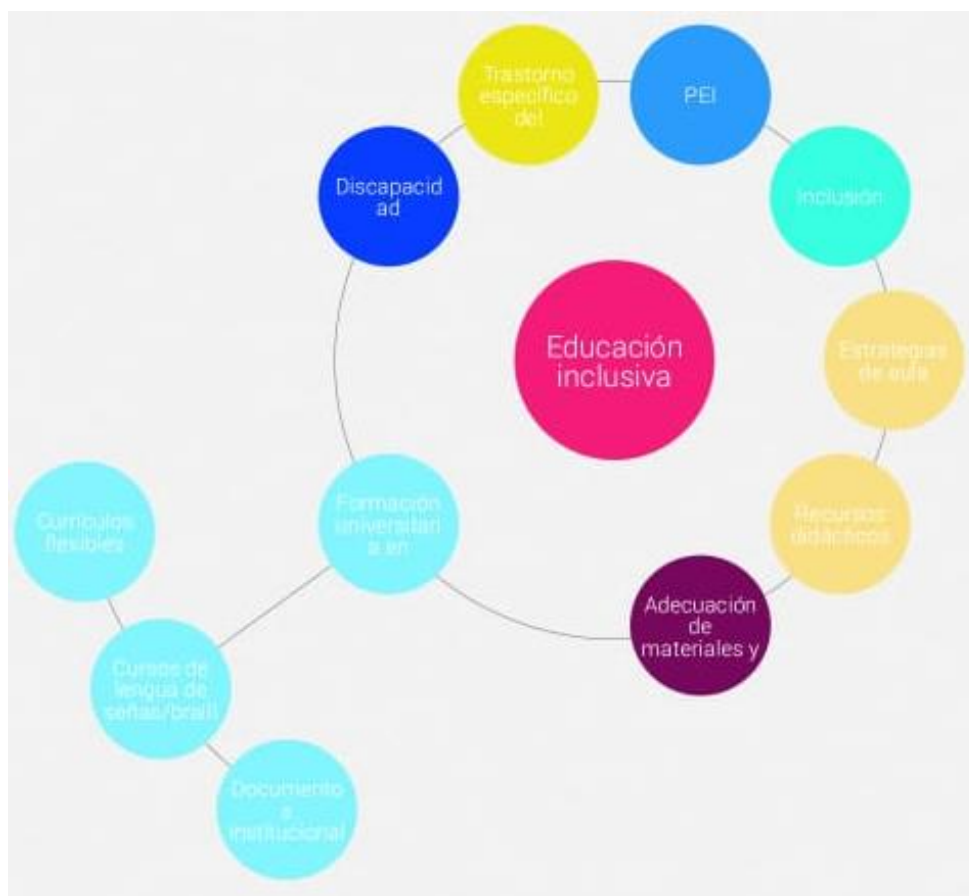 Trastorno
específico
del
PEI
Discapacid
ad
Inclusión
Educación
inclusiva
Estrategias
de aula
Formación
universitari
a en
Recursos
didácticos
Currículos
flexibles
Adecuación
de
materiales y
Cursos de
lengua de
señas/braill
Documento
s
institucional